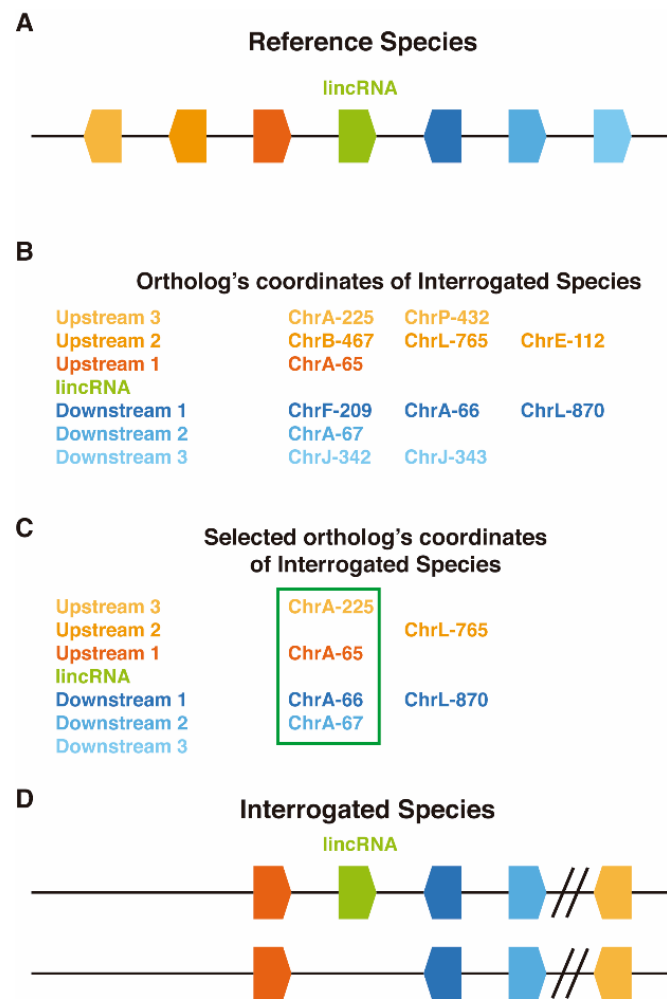 A
Reference Species
lincRNA
B
Ortholog's coordinates of Interrogated Species
Upstream 3 ChrA-225 ChrP-432
Upstream 2 ChrB-467 ChrL-765 ChrE-112
Upstream 1 ChrA-65
lincRNA
Downstream 1 ChrF-209 ChrA-66 ChrL-870
Downstream 2 ChrA-67
Downstream 3 ChrJ-342 ChrJ-343
C
Selected ortholog's coordinates
of Interrogated Species
Upstream 3 ChrA-225
Upstream 2 ChrL-765
Upstream 1 ChrA-65
lincRNA
Downstream 1 ChrA-66 ChrL-870
Downstream 2 ChrA-67
Downstream 3
D
Interrogated Species
lincRNA